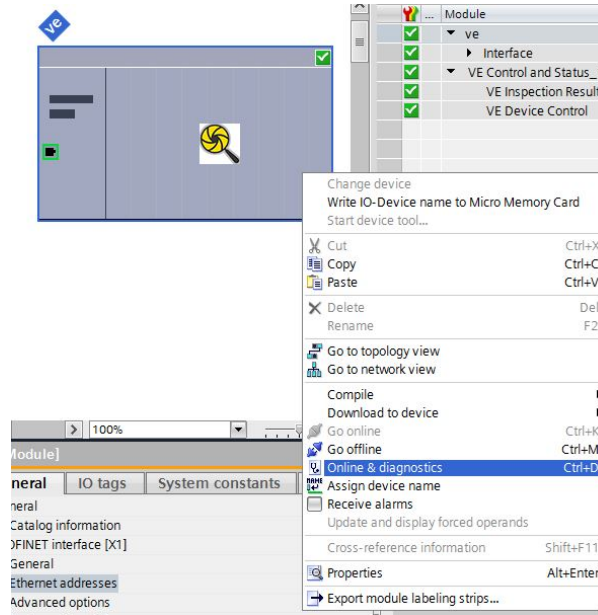 ve
... Module
ve
Interface
VE Control and Status_
VE Inspection Result
VE Device Control
Change device
Write IO-Device name to Micro Memory Card
Start device tool...
Cut Ctrl+X
Copy Ctrl+C
Paste Ctrl+V
Delete Del
Rename F2
Go to topology view
Go to network view
Compile
Download to device
Go online Ctrl+K
Go offline Ctrl+M
Online & diagnostics Ctrl+D
NAME
Assign device name
Receive alarms
Update and display forced operands
Cross-reference information Shift+F11
Properties Alt+Enter
Export module labeling strips...
> 100%
Module]
neral IO tags System constants
neral
Catalog information
OFINET interface [X1]
General
Ethernet addresses
Advanced options